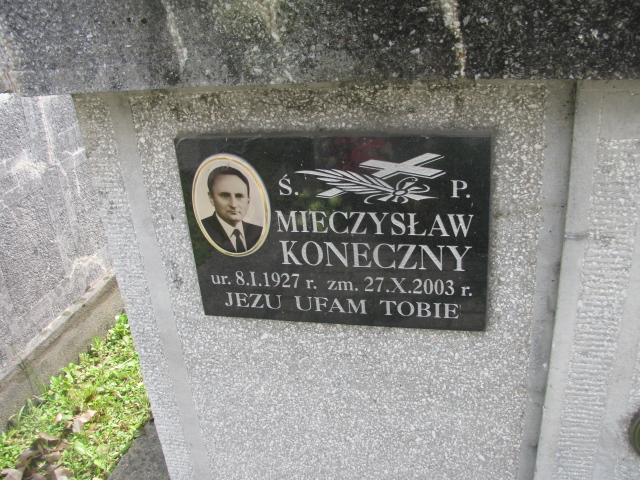 Ś. P.
MIECZYSŁAW
KONECZNY
ur. 8.I.1927 r. zm. 27.X.2003 r.
JEZU UFAM TOBIE